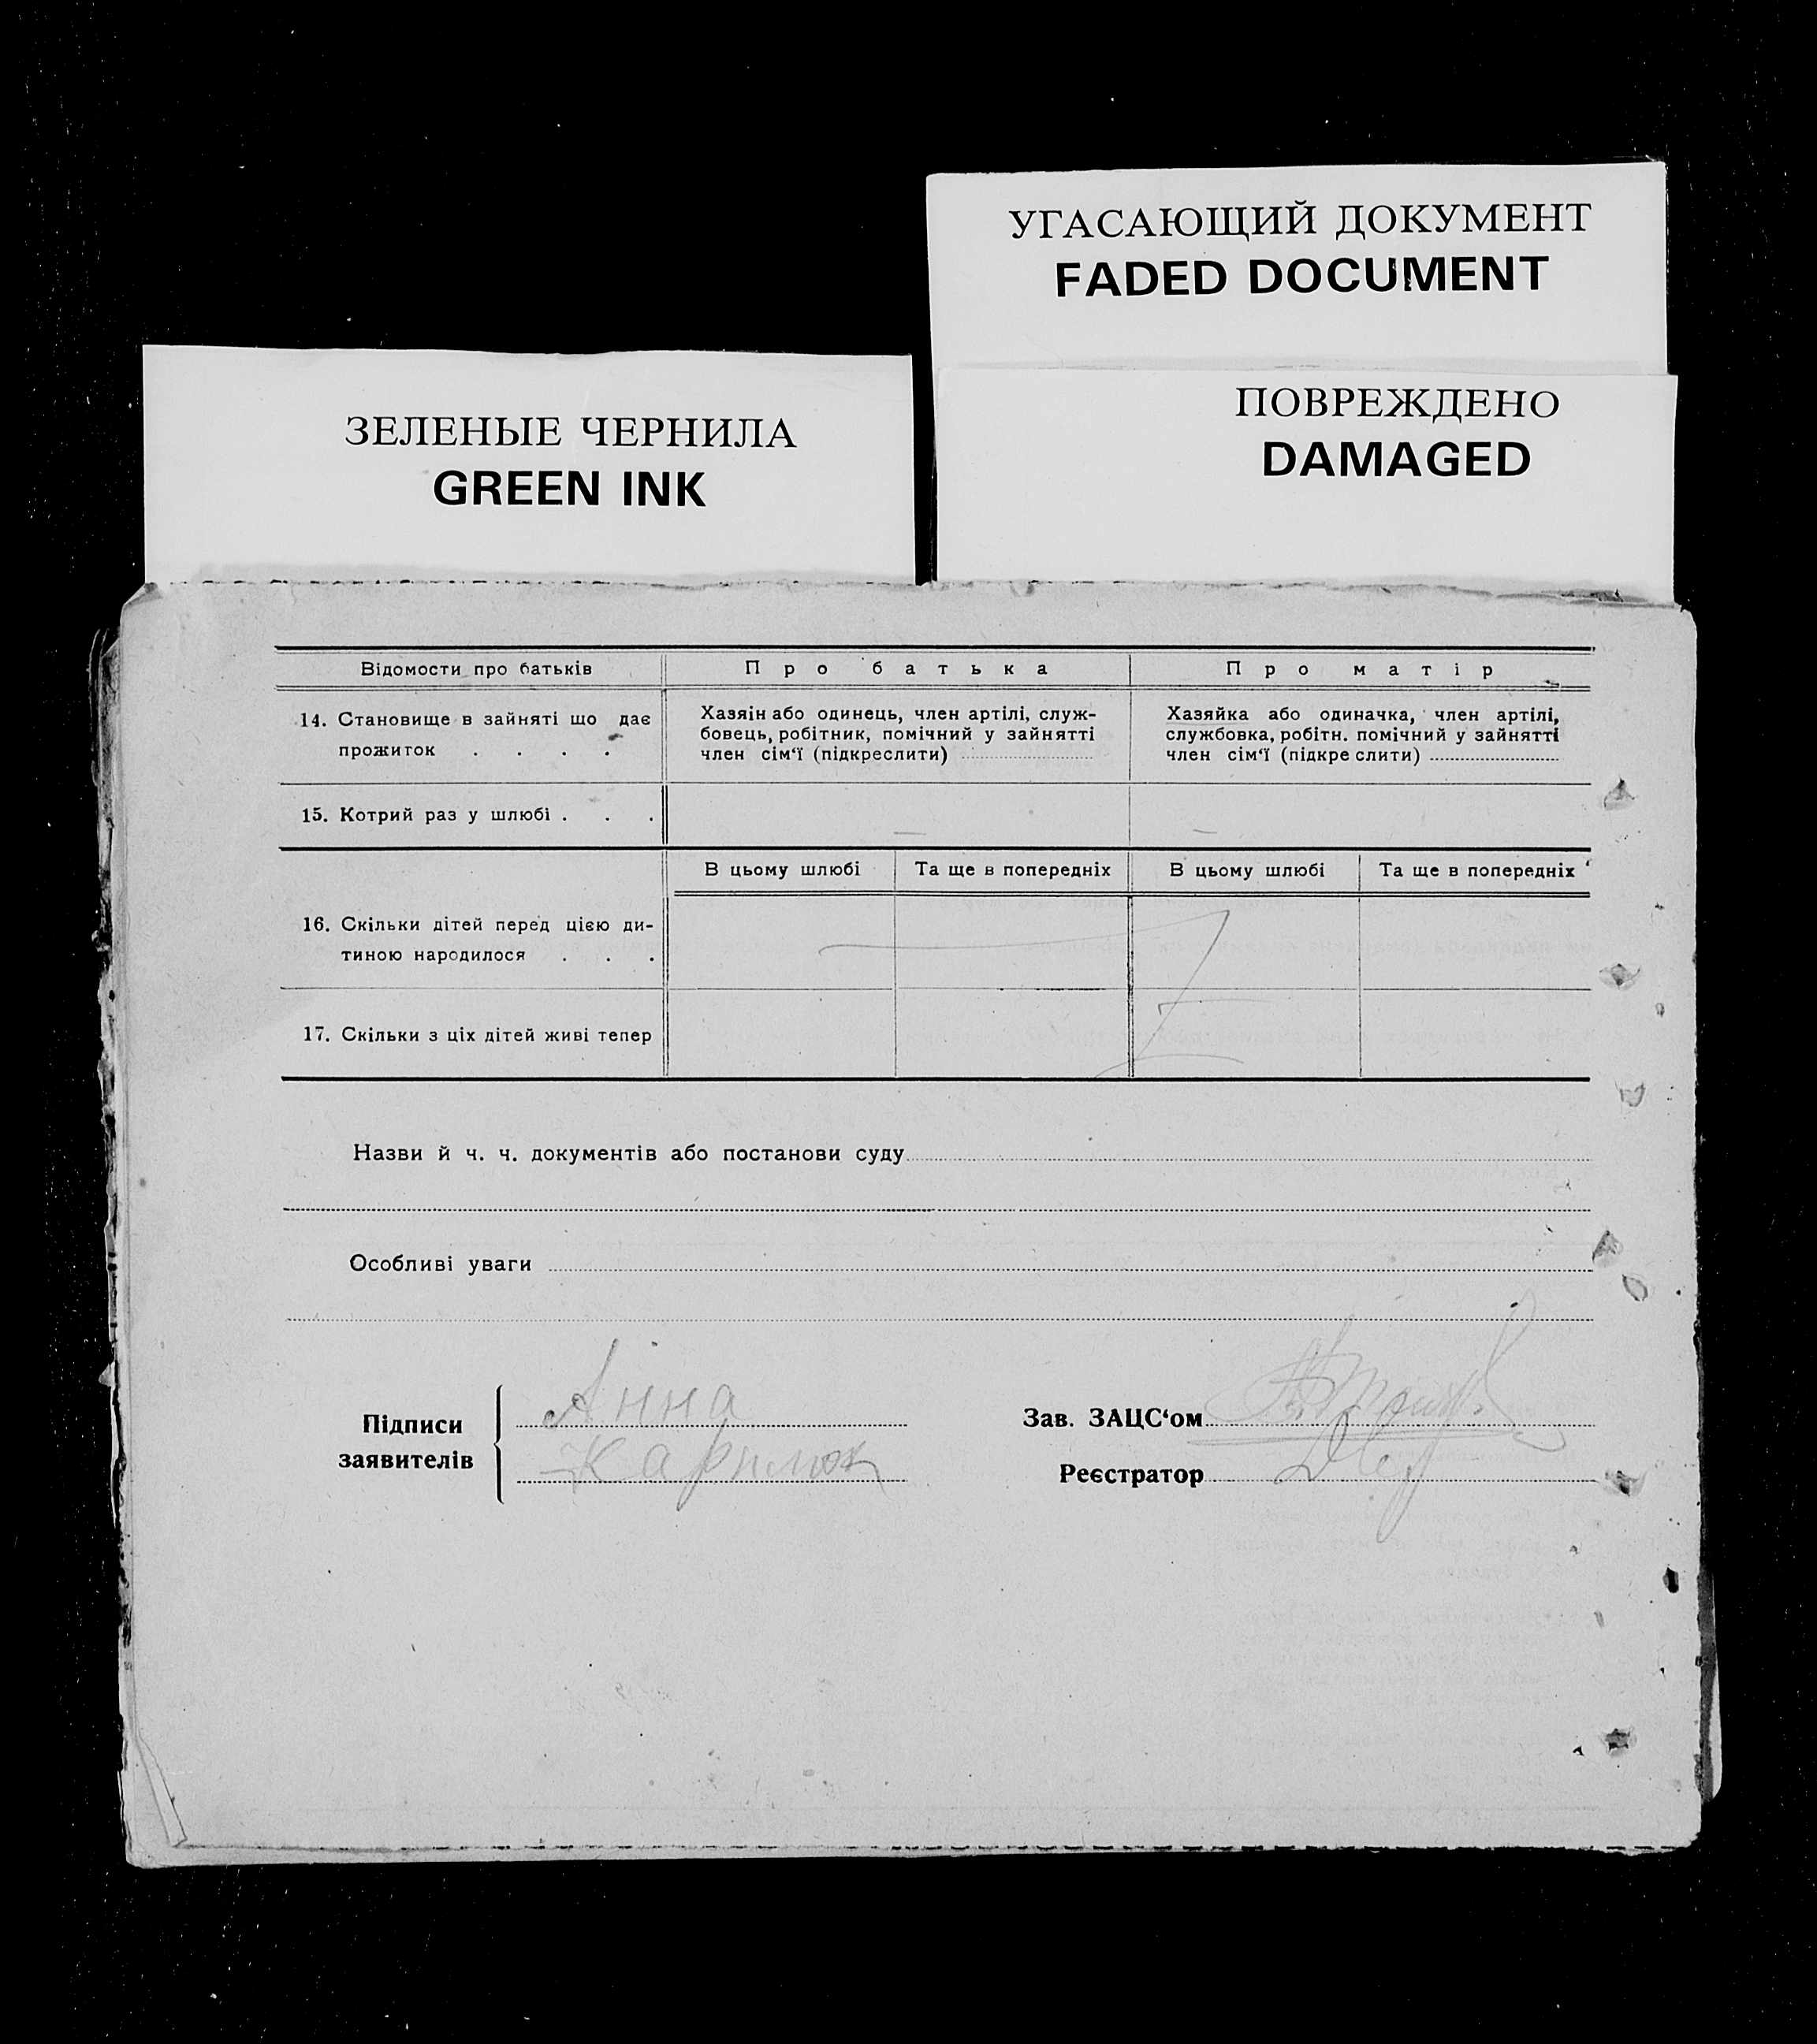 УГАСАЮЩИЙ ДОКУМЕНТ
FADED DOCUMENT
ЗЕЛЕНЫЕ ЧЕРНИЛА
GREEN INK
ПОВРЕЖДЕНО
DAMAGED
Відомости про батьків Про батька Про матір
14. Становище в зайняті що дає
прожиток . . . .
Хазяін або одинець, член артілі, служ-
бовець, робітник, помічний у зайнятті
член сім‘ї (підкреслити)
Хазяйка або одиначка, член артілі,
службовка, робітн. помічний у зайнятті
член сім‘ї (підкреслити)
15. Котрий раз у шлюбі . . . — —
В цьому шлюбі Та ще в попередніх В цьому шлюбі Та ще в попередніх
16. Скільки дітей перед цією ди-
тиною народилося . . .
17. Скільки з ціх дітей живі тепер
Назви й ч. ч. документів або постанови суду
Особливі уваги
Підписи
заявителів
Анна
Зав. ЗАЦС‘ом
Реєстратор